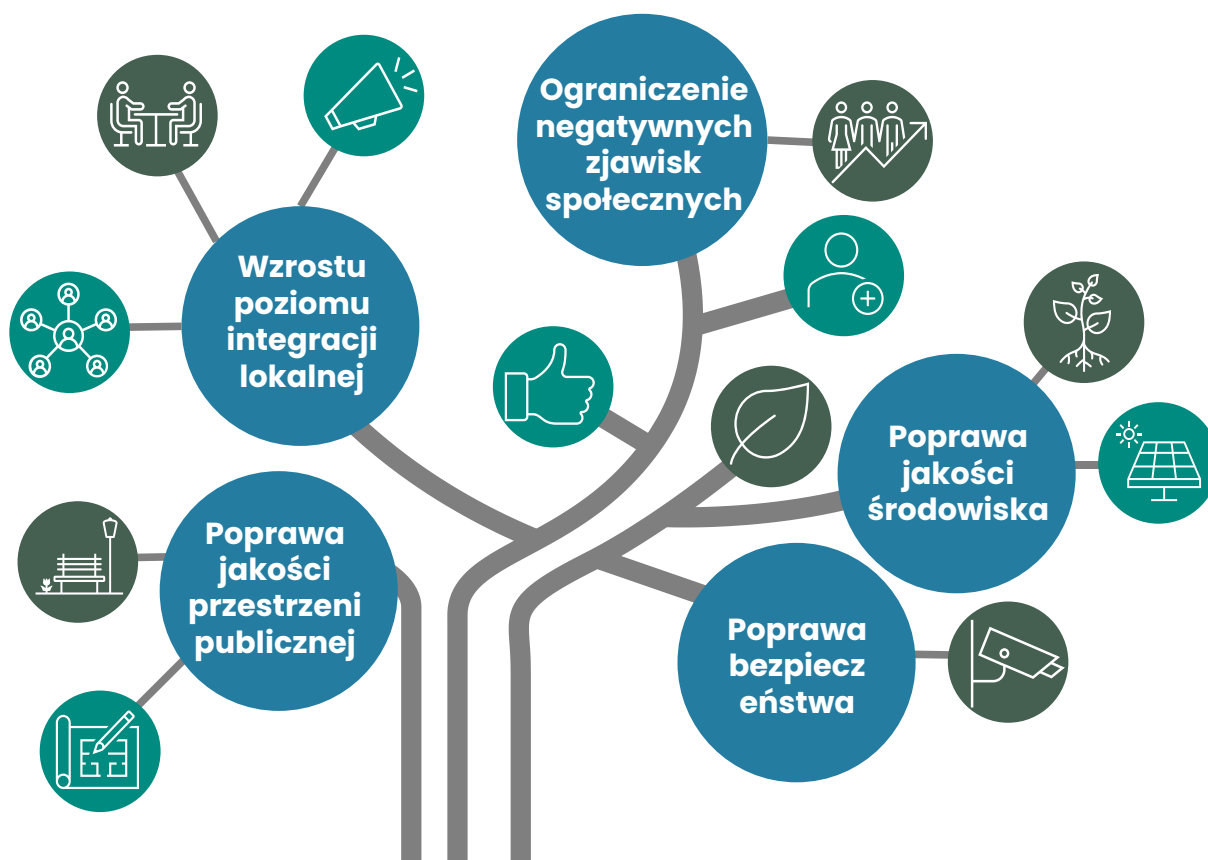 Ograniczenie
negatywnych
zjawisk
społecznych
Wzrostu
poziomu
integracji
lokalnej
Poprawa
jakości
środowiska
Poprawa
jakości
przestrzeni
publicznej
Poprawa
bezpiecz
eństwa